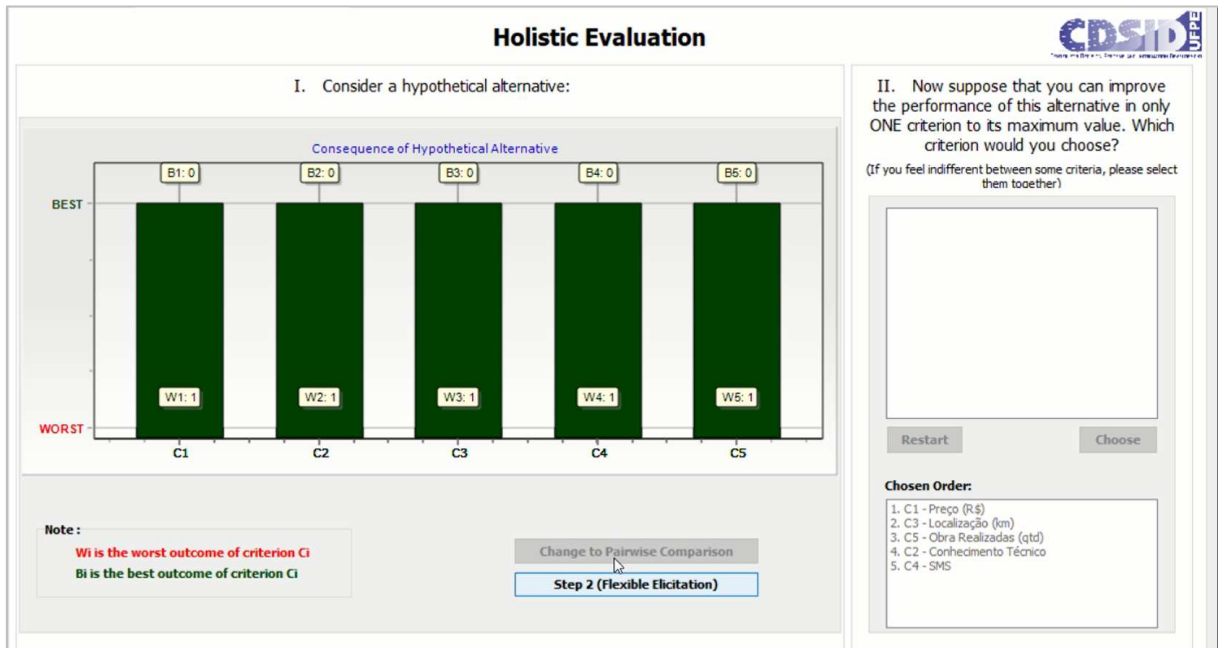 Holistic Evaluation
CDSID
UFPE
I. Consider a hypothetical alternative:
Consequence of Hypothetical Alternative
B1: 0
B2: 0
B3: 0
B4: 0
B5: 0
BEST
W1: 1
W2: 1
W3: 1
W4: 1
W5: 1
WORST
C1
C2
C3
C4
C5
Note :
Wi is the worst outcome of criterion Ci
Bi is the best outcome of criterion Ci
Change to Pairwise Comparison
Step 2 (Flexible Elicitation)
II. Now suppose that you can improve
the performance of this alternative in only
ONE criterion to its maximum value. Which
criterion would you choose?
(If you feel indifferent between some criteria, please select
them together)
Restart
Choose
Chosen Order:
1. C1 - Preço (R$)
2. C3 - Localização (km)
3. C5 - Obra Realizadas (qtd)
4. C2 - Conhecimento Técnico
5. C4 - SMS